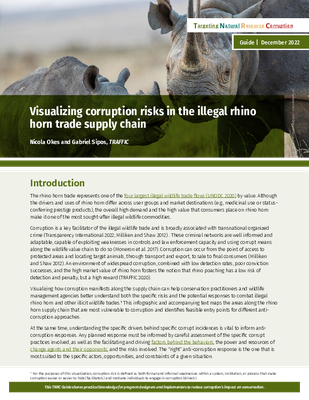 Targeting Natural Resource Corruption
Guide | December 2022
Visualizing corruption risks in the illegal rhino
horn trade supply chain
Nicola Okes and Gabriel Sipos, TRAFFIC
Introduction
The rhino horn trade represents one of the four largest illegal wildlife trade flows (UNODC 2020) by value. Although
the drivers and uses of rhino horn differ across user groups and market destinations (e.g., medicinal use or status-
conferring prestige products), the overall high demand and the high value that consumers place on rhino horn
make it one of the most sought after illegal wildlife commodities.
Corruption is a key facilitator of the illegal wildlife trade and is broadly associated with transnational organized
crime (Transparency International 2022; Milliken and Shaw 2012). These criminal networks are well informed and
adaptable, capable of exploiting weaknesses in controls and law enforcement capacity and using corrupt means
along the wildlife value chain to do so (Moneron et al. 2017). Corruption can occur from the point of access to
protected areas and locating target animals, through transport and export, to sale to final consumers (Milliken
and Shaw 2012). An environment of widespread corruption, combined with low detection rates, poor conviction
successes, and the high market value of rhino horn fosters the notion that rhino poaching has a low risk of
detection and penalty, but a high reward (TRAFFIC 2020).
Visualizing how corruption manifests along the supply chain can help conservation practitioners and wildlife
management agencies better understand both the specific risks and the potential responses to combat illegal
rhino horn and other illicit wildlife trades.* This infographic and accompanying text maps the areas along the rhino
horn supply chain that are most vulnerable to corruption and identifies feasible entry points for different anti-
corruption approaches.
At the same time, understanding the specific drivers behind specific corrupt incidences is vital to inform anti-
corruption response. Any planned response must be informed by careful assessment of the specific corrupt
practices involved, as well as the facilitating and driving factors behind the behaviors, the power and resources of
change agents and their opponents, and the risks involved. The "right" anti-corruption response is the one that is
most suited to the specific actors, opportunities, and constraints of a given situation.
This TNRC Guide shares practical knowledge for program designers and implementers to reduce corruption's impact on conservation.